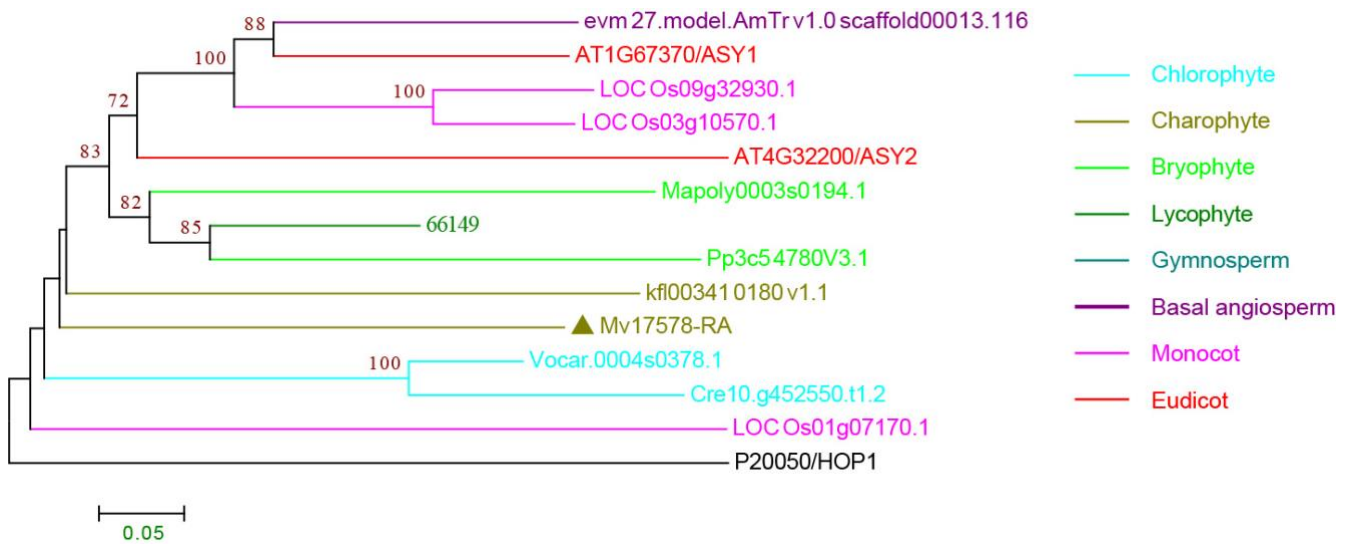 88
evm 27.model.AmTr v1.0 scaffold00013.116
100
AT1G67370/ASY1
100
LOC Os09g32930.1
72
LOC Os03g10570.1
83
AT4G32200/ASY2
82
Mapoly0003s0194.1
85
66149
Pp3c5 4780V3.1
kfl00341 0180 v1.1
Mv17578-RA
100
Vocar.0004s0378.1
Cre10.g452550.t1.2
LOC Os01g07170.1
P20050/HOP1
0.05
Chlorophyte
Charophyte
Bryophyte
Lycophyte
Gymnosperm
Basal angiosperm
Monocot
Eudicot